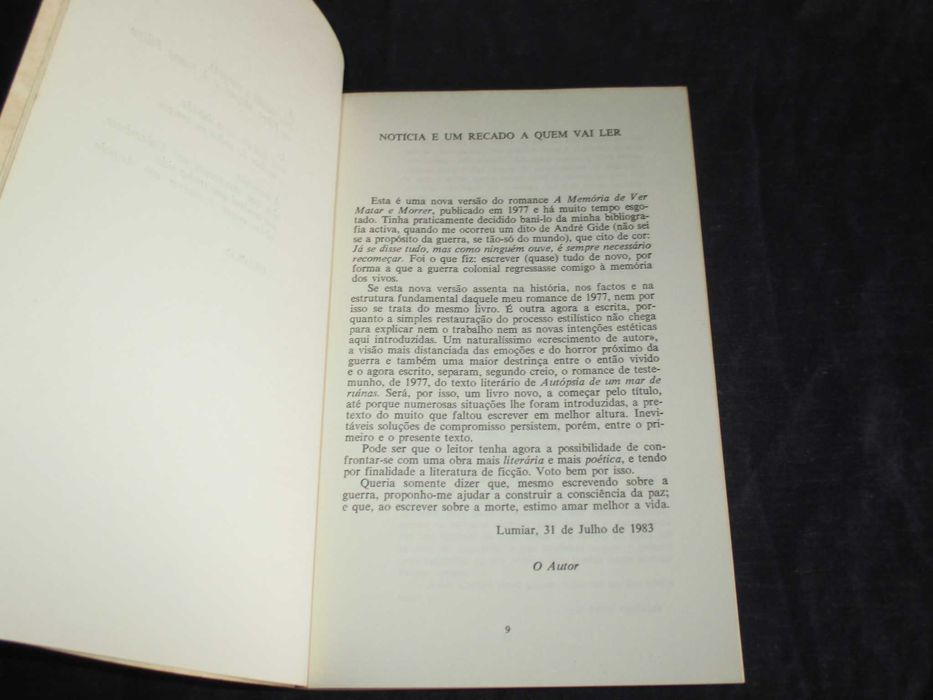 NOTÍCIA E UM RECADO A QUEM VAI LER
Esta é uma nova versão do romance A Memória de Ver
Matar e Morrer, publicado em 1977 e há muito tempo esgo-
tado. Tinha praticamente decidido bani-lo da minha bibliogra-
fia activa, quando me ocorreu um dito de André Gide (não sei
se a propósito da guerra, se tão-só do mundo), que cito de cor:
Já se disse tudo, mas como ninguém ouve, é sempre necessário
recomeçar. Foi o que fiz: escrever (quase) tudo de novo, por
forma a que a guerra colonial regressasse comigo à memória
dos vivos.
Se esta nova versão assenta na história, nos factos e na
estrutura fundamental daquele meu romance de 1977, nem por
isso se trata do mesmo livro. É outra agora a escrita, por-
quanto a simples restauração do processo estilístico não chega
para explicar nem o trabalho nem as novas intenções estéticas
aqui introduzidas. Um naturalíssimo «crescimento de autor»,
a visão mais distanciada das emoções e do horror próximo da
guerra e também uma maior destrinça entre o então vivido
e o agora escrito, separam, segundo creio, o romance de teste-
munho, de 1977, do texto literário de Autópsia de um mar de
ruínas. Será, por isso, um livro novo, a começar pelo título,
até porque numerosas situações lhe foram introduzidas, a pre-
texto do muito que faltou escrever em melhor altura. Inevi-
táveis soluções de compromisso persistem, porém, entre o pri-
meiro e o presente texto.
Pode ser que o leitor tenha agora a possibilidade de con-
frontar-se com uma obra mais literária e mais poética, e tendo
por finalidade a literatura de ficção. Voto bem por isso.
Queria somente dizer que, mesmo escrevendo sobre a
guerra, proponho-me ajudar a construir a consciência da paz;
e que, ao escrever sobre a morte, estimo amar melhor a vida.
Lumiar, 31 de Julho de 1983
O Autor
9